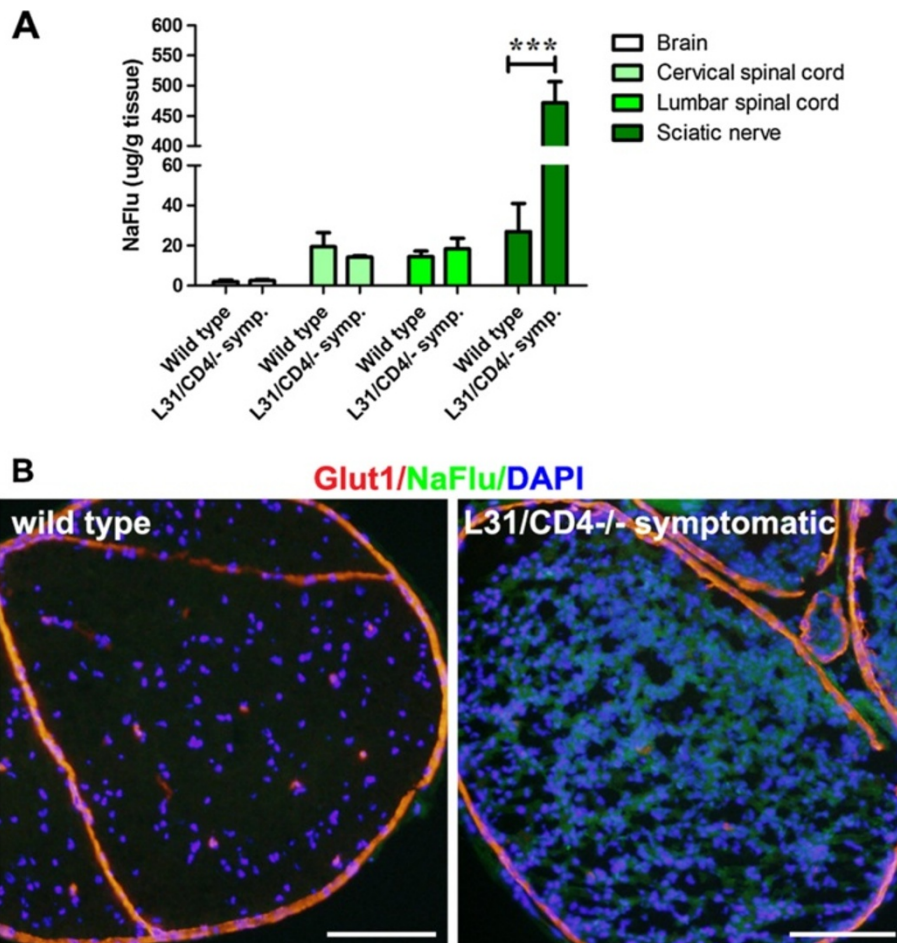 A
NaFlu (ug/g tissue)
600
550
500
450
400
60
40
20
0
***
Brain
Cervical spinal cord
Lumbar spinal cord
Sciatic nerve
Wild type
L31/CD4/- symp.
Wild type
L31/CD4/- symp.
Wild type
L31/CD4/- symp.
Wild type
L31/CD4/- symp.
B
Glut1/NaFlu/DAPI
wild type
L31/CD4-/- symptomatic